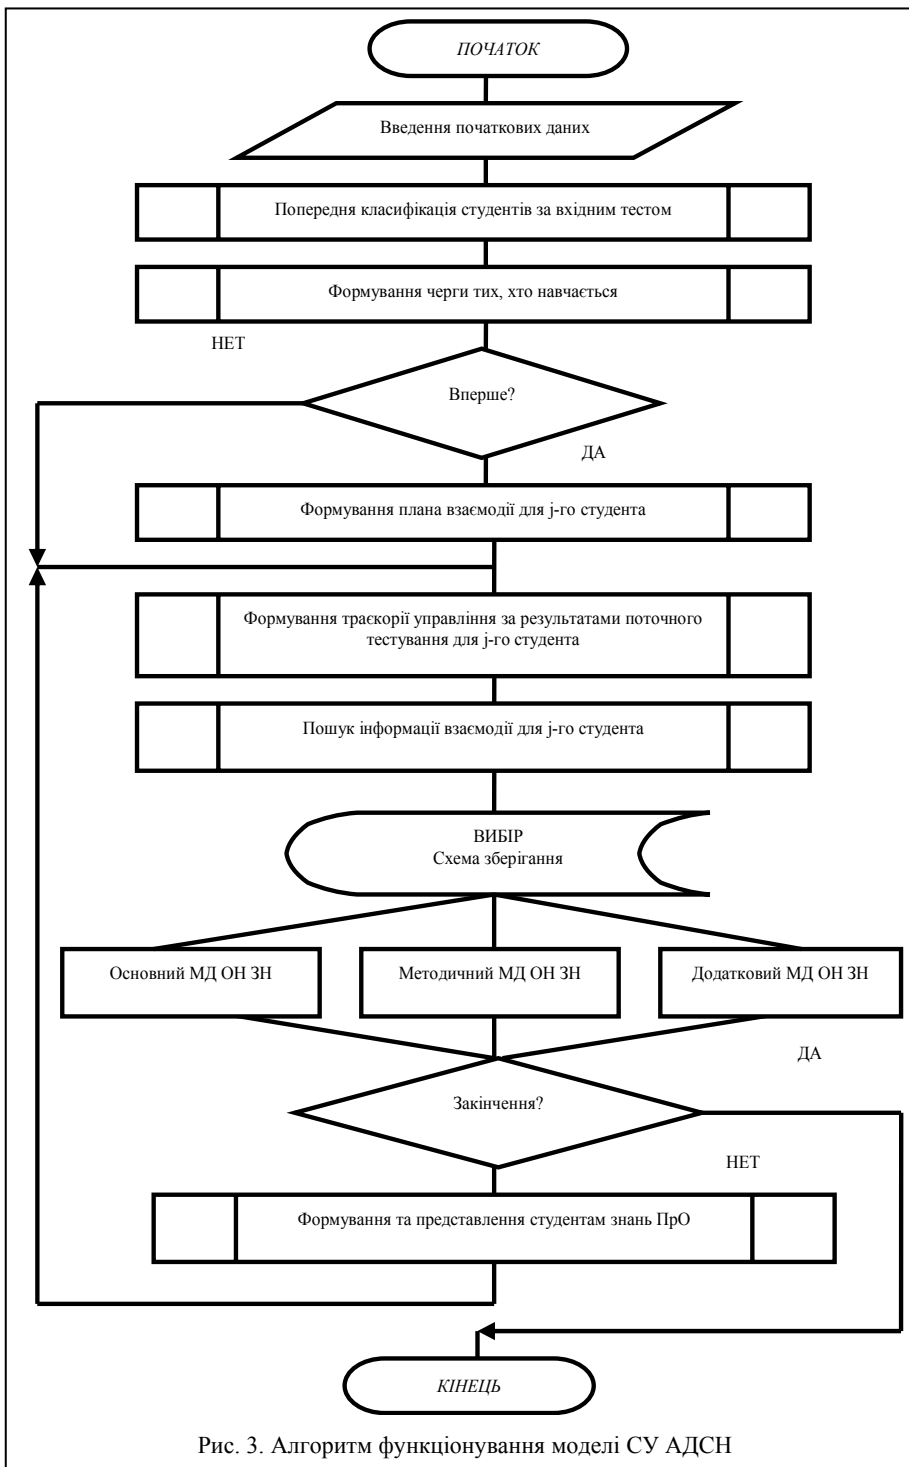 ПОЧАТОК
Введення початкових даних
Попередня класифікація студентів за вхідним тестом
Формування черги тих, хто навчається
НЕТ
Вперше?
ДА
Формування плана взаємодії для j-го студента
Формування траєкорії управління за результатами поточного
тестування для j-го студента
Пошук інформації взаємодії для j-го студента
ВИБІР
Схема зберігання
Основний МД ОН ЗН
Методичний МД ОН ЗН
Додатковий МД ОН ЗН
ДА
Закінчення?
НЕТ
Формування та представлення студентам знань ПрО
КІНЕЦЬ
Рис. 3. Алгоритм функціонування моделі СУ АДСН